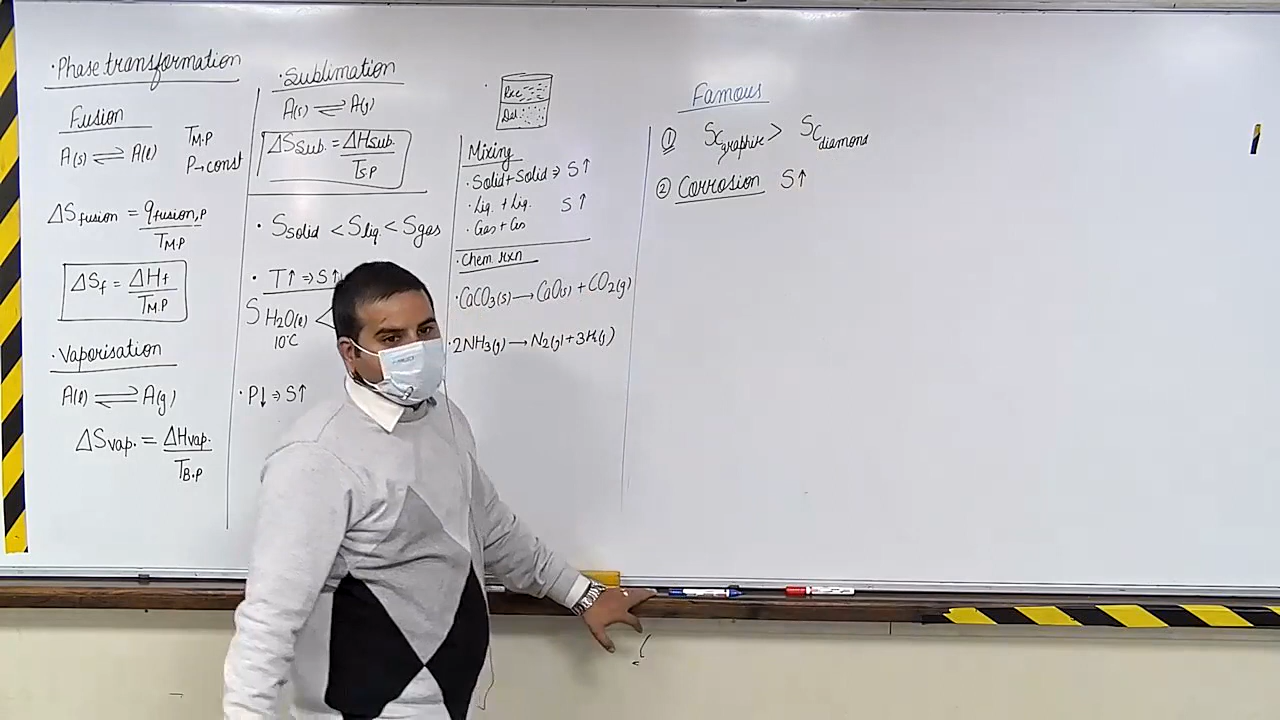 ·Phase transformation
Fusion
A(s) ⇌ A(l)
T M.P
P→const
ΔS fusion = q fusion, P / T M.P
ΔS f = ΔH f / T M.P
·Vaporisation
A(l) ⇌ A(g)
ΔS vap. = ΔH vap. / T B.P
·Sublimation
A(s) ⇌ A(g)
ΔS sub. = ΔH sub. / T S.P
· S solid < S liq < S gas
· T↑ ⇒ S↑
S H2O(l) <
10°C
· P↓ ⇒ S↑
Mixing
·Solid + Solid ⇒ S↑
·Liq. + Liq. S↑
·Gas + Gas
·Chem. rxn
·CaCO3(s) → CaO(s) + CO2(g)
·2NH3(g) → N2(g) + 3H2(g)
Famous
① S C graphite > S C diamond
② Corrosion S↑